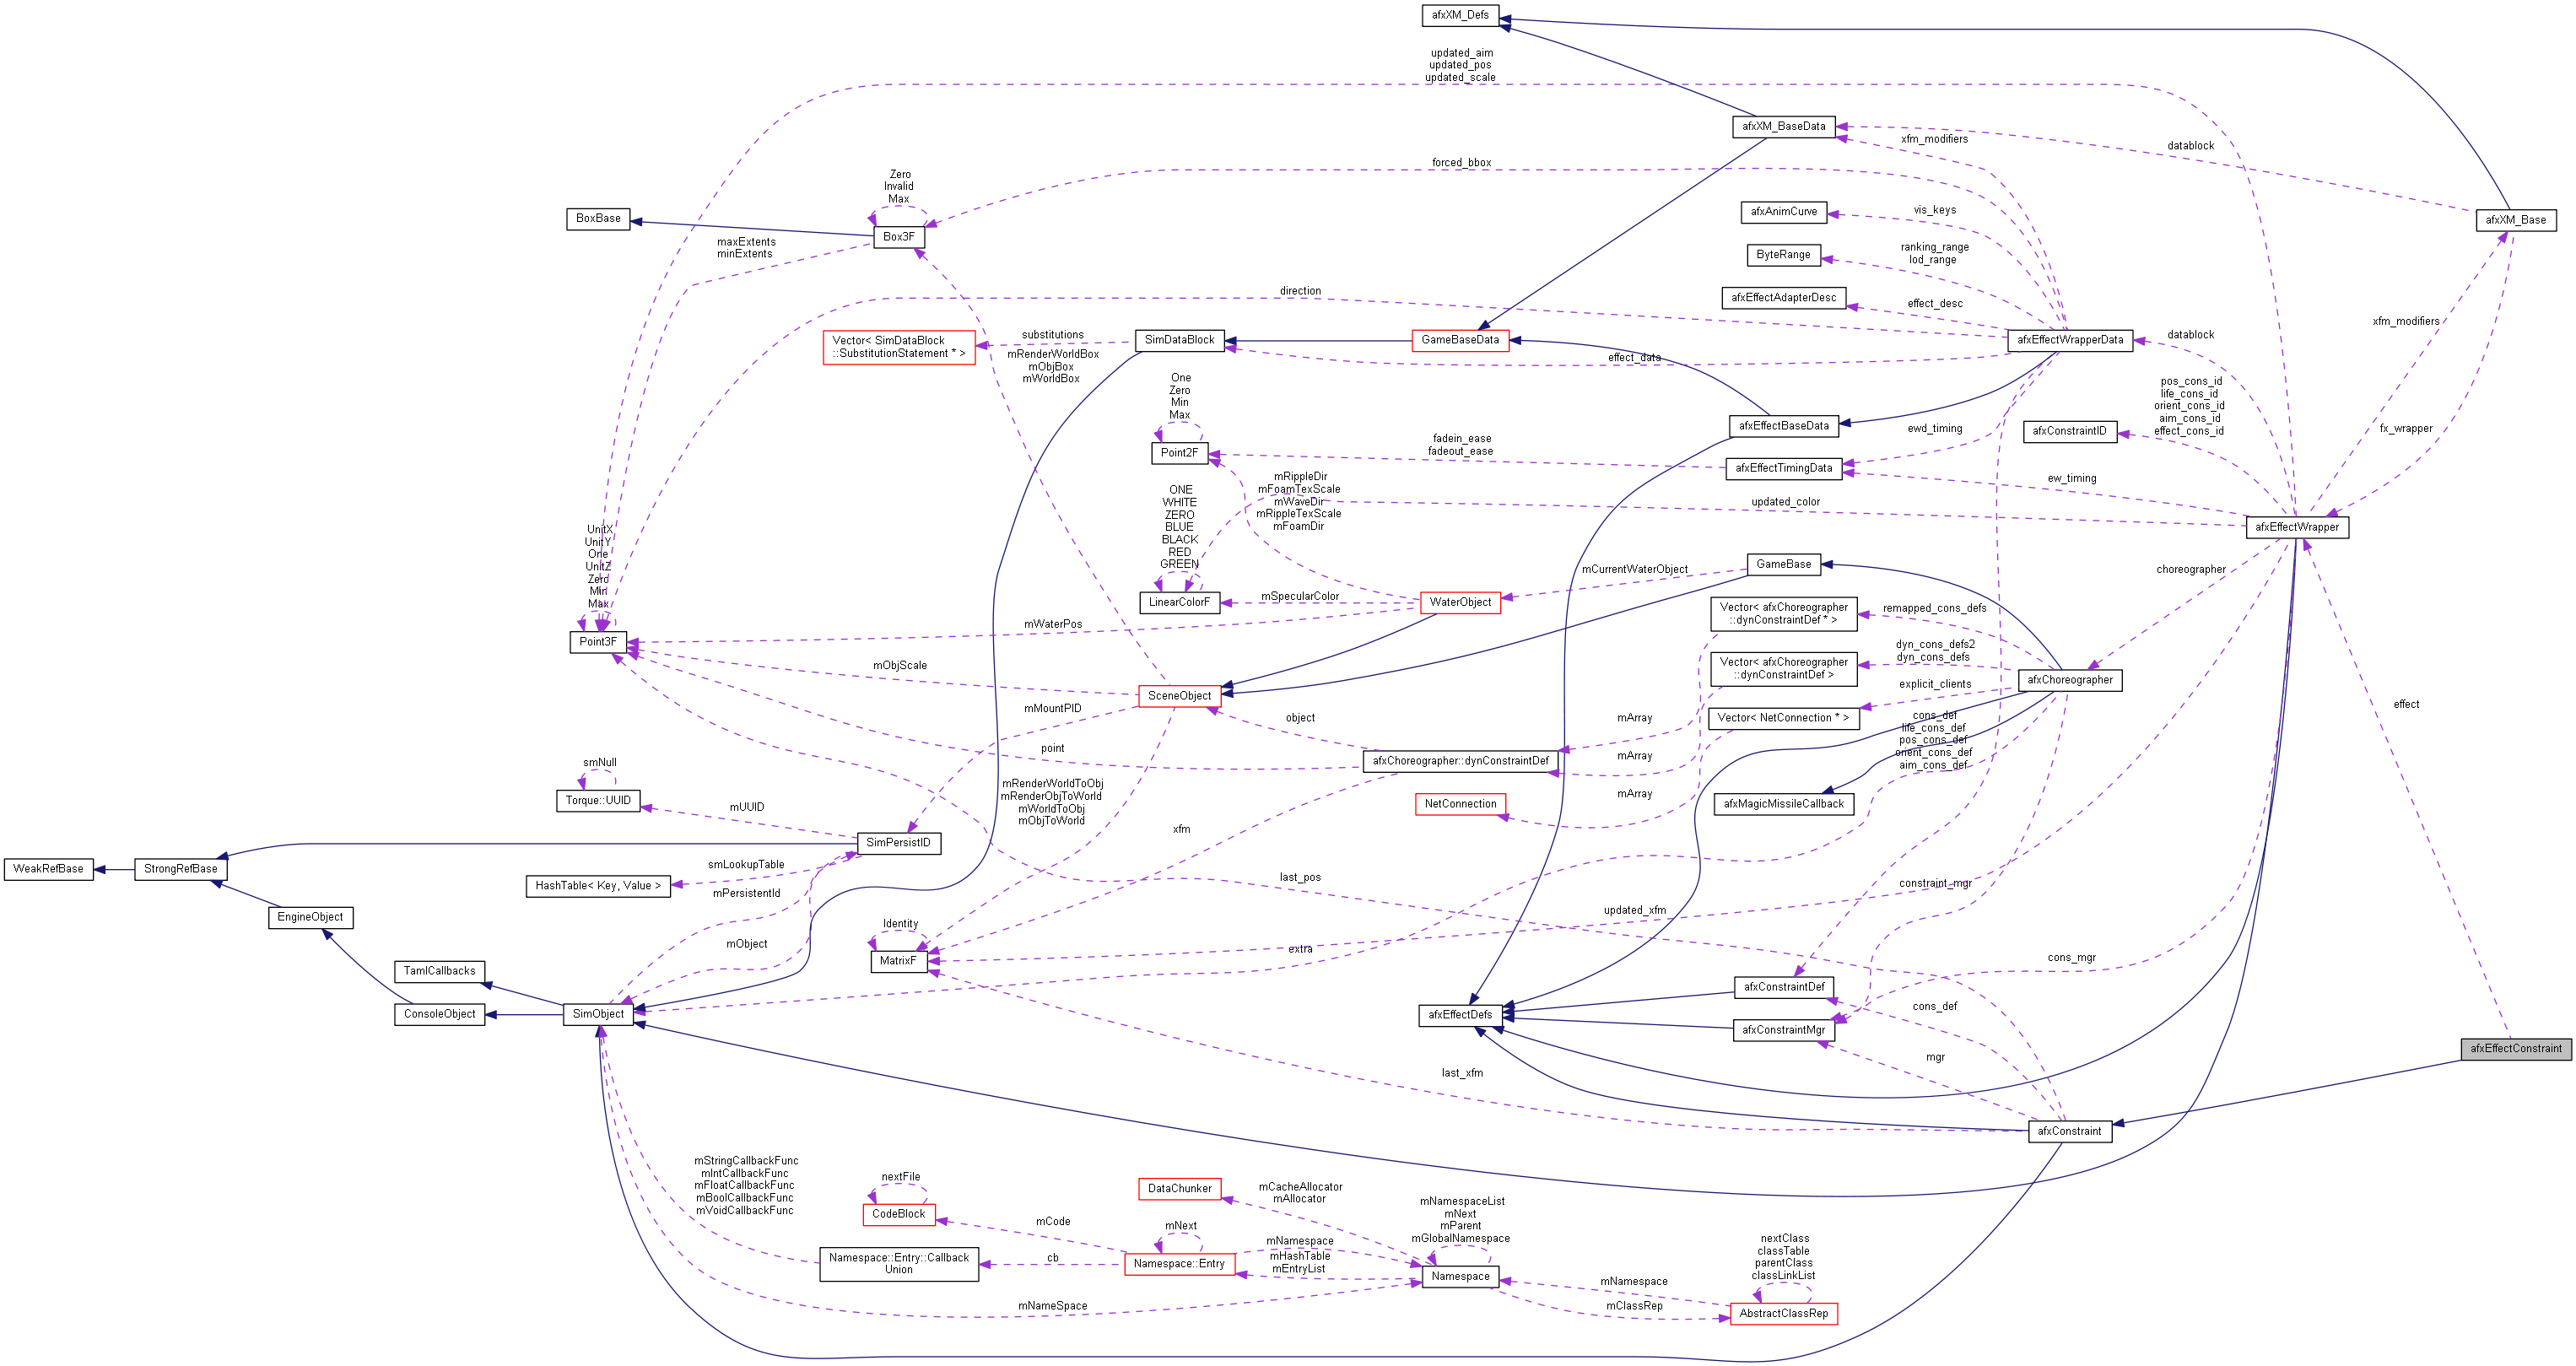 afxXM_Defs
updated_aim
updated_pos
updated_scale
afxXM_BaseData
xfm_modifiers
datablock
forced_bbox
Zero
Invalid
Max
BoxBase
Box3F
afxAnimCurve
vis_keys
afxXM_Base
maxExtents
minExtents
ByteRange
ranking_range
lod_range
direction
afxEffectAdapterDesc
effect_desc
xfm_modifiers
substitutions
Vector< SimDataBlock
::SubstitutionStatement * >
SimDataBlock
GameBaseData
afxEffectWrapperData
datablock
mRenderWorldBox
mObjBox
mWorldBox
effect_data
One
Zero
Min
Max
pos_cons_id
life_cons_id
orient_cons_id
aim_cons_id
effect_cons_id
afxEffectBaseData
ewd_timing
afxConstraintID
fx_wrapper
Point2F
fadein_ease
fadeout_ease
afxEffectTimingData
ew_timing
mRippleDir
mFoamTexScale
mWaveDir
mRippleTexScale
mFoamDir
ONE
WHITE
ZERO
BLUE
BLACK
RED
GREEN
updated_color
afxEffectWrapper
UnitX
UnitY
One
UnitZ
Zero
Min
Max
mCurrentWaterObject
GameBase
choreographer
LinearColorF
mSpecularColor
WaterObject
Vector< afxChoreographer
::dynConstraintDef * >
remapped_cons_defs
Point3F
mWaterPos
mObjScale
Vector< afxChoreographer
::dynConstraintDef >
dyn_cons_defs2
dyn_cons_defs
afxChoreographer
SceneObject
mMountPID
object
mArray
Vector< NetConnection * >
explicit_clients
effect
cons_def
life_cons_def
pos_cons_def
orient_cons_def
aim_cons_def
point
afxChoreographer::dynConstraintDef
mArray
smNull
Torque::UUID
mUUID
mRenderWorldToObj
mRenderObjToWorld
mWorldToObj
mObjToWorld
NetConnection
mArray
afxMagicMissileCallback
xfm
SimPersistID
WeakRefBase
StrongRefBase
smLookupTable
HashTable< Key, Value >
mPersistentId
last_pos
constraint_mgr
EngineObject
Identity
updated_xfm
mObject
MatrixF
extra
cons_mgr
TamlCallbacks
afxConstraintDef
ConsoleObject
SimObject
afxEffectDefs
cons_def
afxConstraintMgr
afxEffectConstraint
mgr
last_xfm
afxConstraint
mStringCallbackFunc
mIntCallbackFunc
mFloatCallbackFunc
mBoolCallbackFunc
mVoidCallbackFunc
nextFile
CodeBlock
DataChunker
mCacheAllocator
mAllocator
mNamespaceList
mNext
mParent
mGlobalNamespace
mCode
mNext
mNamespace
nextClass
classTable
parentClass
classLinkList
Namespace::Entry::Callback
Union
cb
Namespace::Entry
mHashTable
mEntryList
Namespace
mNamespace
mNameSpace
mClassRep
AbstractClassRep